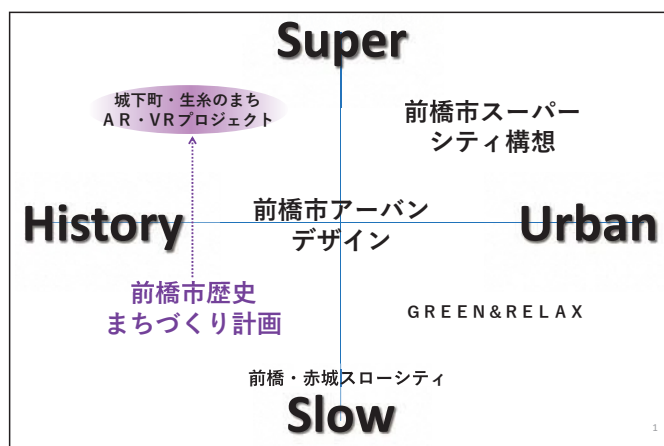 Super
城下町・生糸のまち
ＡＲ・ＶＲプロジェクト
前橋市スーパー
シティ構想
History
前橋市アーバン
デザイン
Urban
前橋市歴史
まちづくり計画
ＧＲＥＥＮ＆ＲＥＬＡＸ
前橋・赤城スローシティ
Slow
1